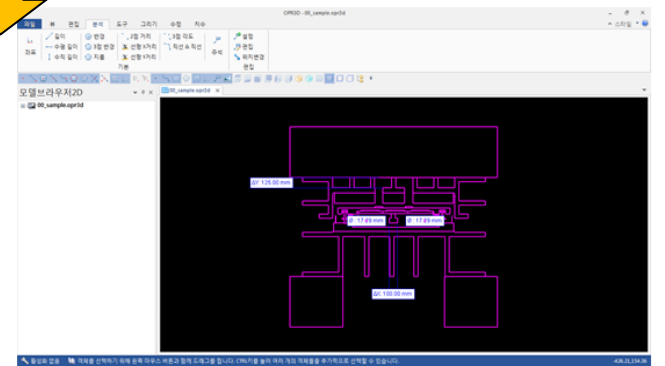 OPR3D - 00_sample.opr3d
파일 뷰 편집 분석 도구 그리기 수정 치수
스타일
좌표
길이
수평 길이
수직 길이
반경
3점 반경
지름
2점 거리
선형 X거리
선형 Y거리
3점 각도
직선 & 직선
주석
설정
편집
위치변경
기본
편집
모델브라우저2D
00_sample.opr3d
00_sample.opr3d
ΔY: 125.00 mm
Ø : 17.89 mm
Ø : 17.89 mm
ΔX: 100.00 mm
활성화 없음
객체를 선택하기 위해 왼쪽 마우스 버튼과 함께 드래그를 합니다. CTRL키를 눌러 여러 개의 객체들을 추가적으로 선택할 수 있습니다.